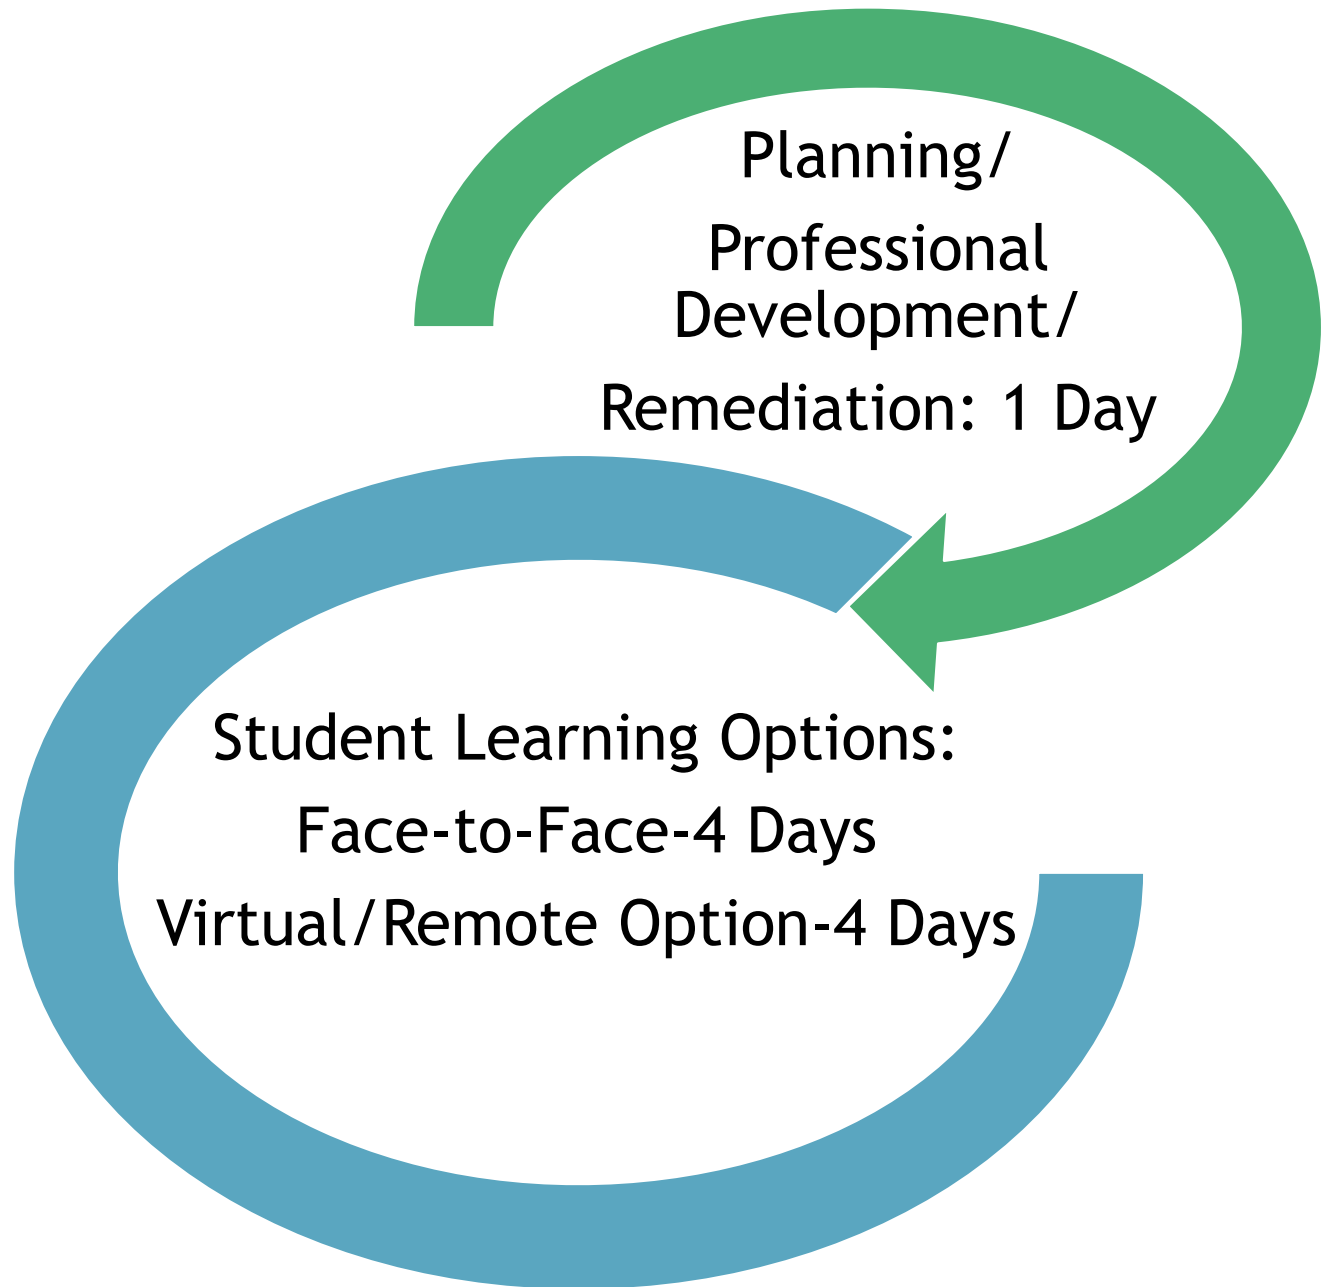 Planning/
Professional
Development/
Remediation: 1 Day
Student Learning Options:
Face-to-Face-4 Days
Virtual/Remote Option-4 Days